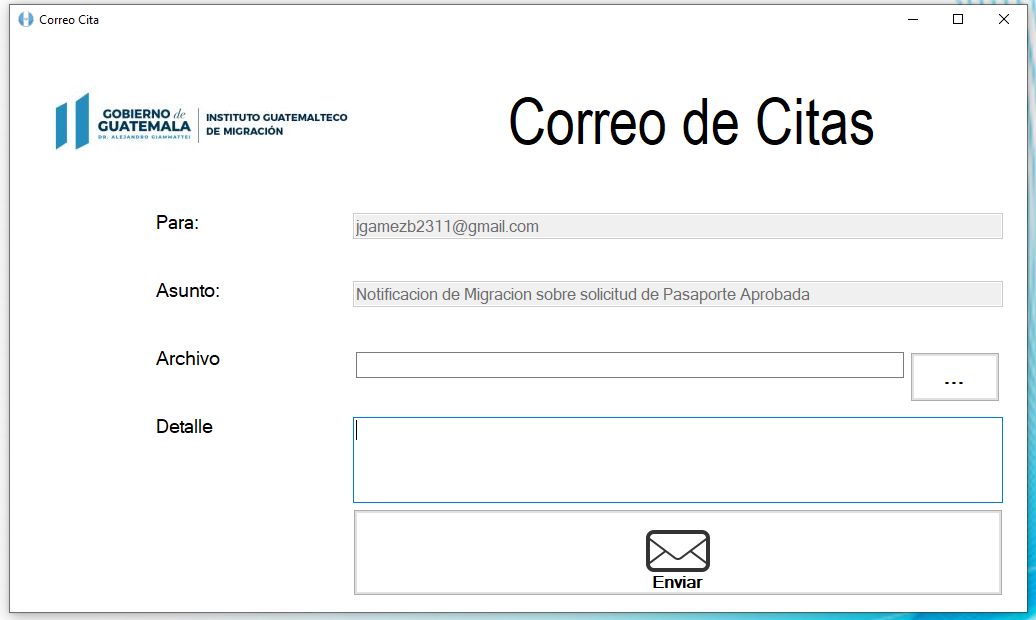 Correo Cita
GOBIERNO de
GUATEMALA
DR. ALEJANDRO GIAMMATTEI
INSTITUTO GUATEMALTECO
DE MIGRACIÓN
Correo de Citas
Para:
jgamezb2311@gmail.com
Asunto:
Notificacion de Migracion sobre solicitud de Pasaporte Aprobada
Archivo
...
Detalle
Enviar